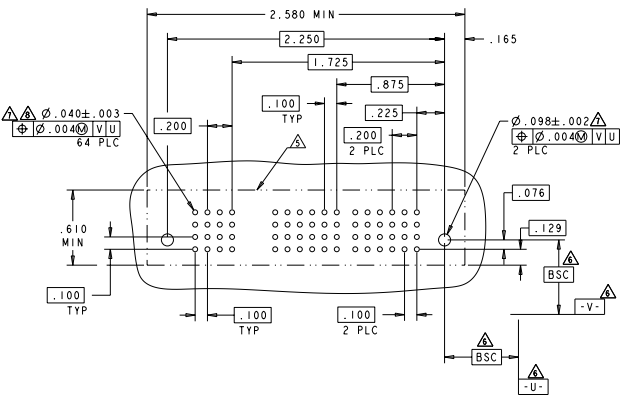 2.580 MIN
2.250
.165
1.725
.875
.100
TYP
.225
7 8 Ø.040±.003
⌖ Ø.004Ⓜ V U
64 PLC
.200
.200
2 PLC
Ø.098±.002 7
⌖ Ø.004Ⓜ V U
2 PLC
5
.076
.610
MIN
.129
6
BSC
6
-V-
.100
TYP
.100
TYP
.100
2 PLC
6
BSC
6
-U-